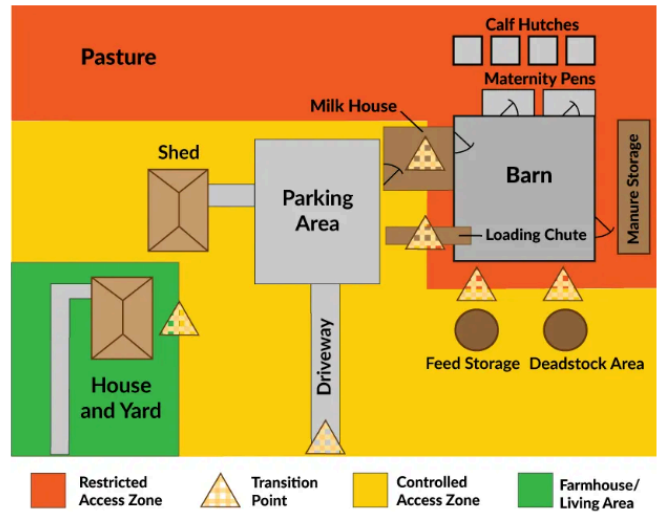 Calf Hutches
Pasture
Maternity Pens
Milk House
Shed
Barn
Manure Storage
Parking
Area
Loading Chute
Driveway
Feed Storage
Deadstock Area
House
and Yard
Restricted
Access Zone
Transition
Point
Controlled
Access Zone
Farmhouse/
Living Area